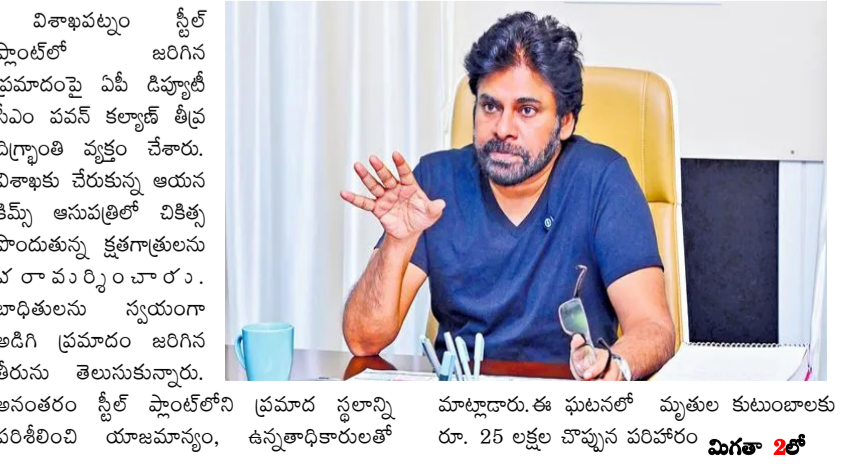 విశాఖపట్నం స్టీల్
ప్లాంట్‌లో జరిగిన
ప్రమాదంపై ఏపీ డిప్యూటీ
సీఎం పవన్ కల్యాణ్ తీవ్ర
దిగ్భ్రాంతి వ్యక్తం చేశారు.
విశాఖకు చేరుకున్న ఆయన
కిమ్స్ ఆసుపత్రిలో చికిత్స
పొందుతున్న క్షతగాత్రులను
పరామర్శించారు.
బాధితులను స్వయంగా
అడిగి ప్రమాదం జరిగిన
తీరును తెలుసుకున్నారు.
అనంతరం స్టీల్ ప్లాంట్‌లోని ప్రమాద స్థలాన్ని
పరిశీలించి యాజమాన్యం, ఉన్నతాధికారులతో
మాట్లాడారు.ఈ ఘటనలో మృతుల కుటుంబాలకు
రూ. 25 లక్షల చొప్పున పరిహారం
మిగతా 2లో